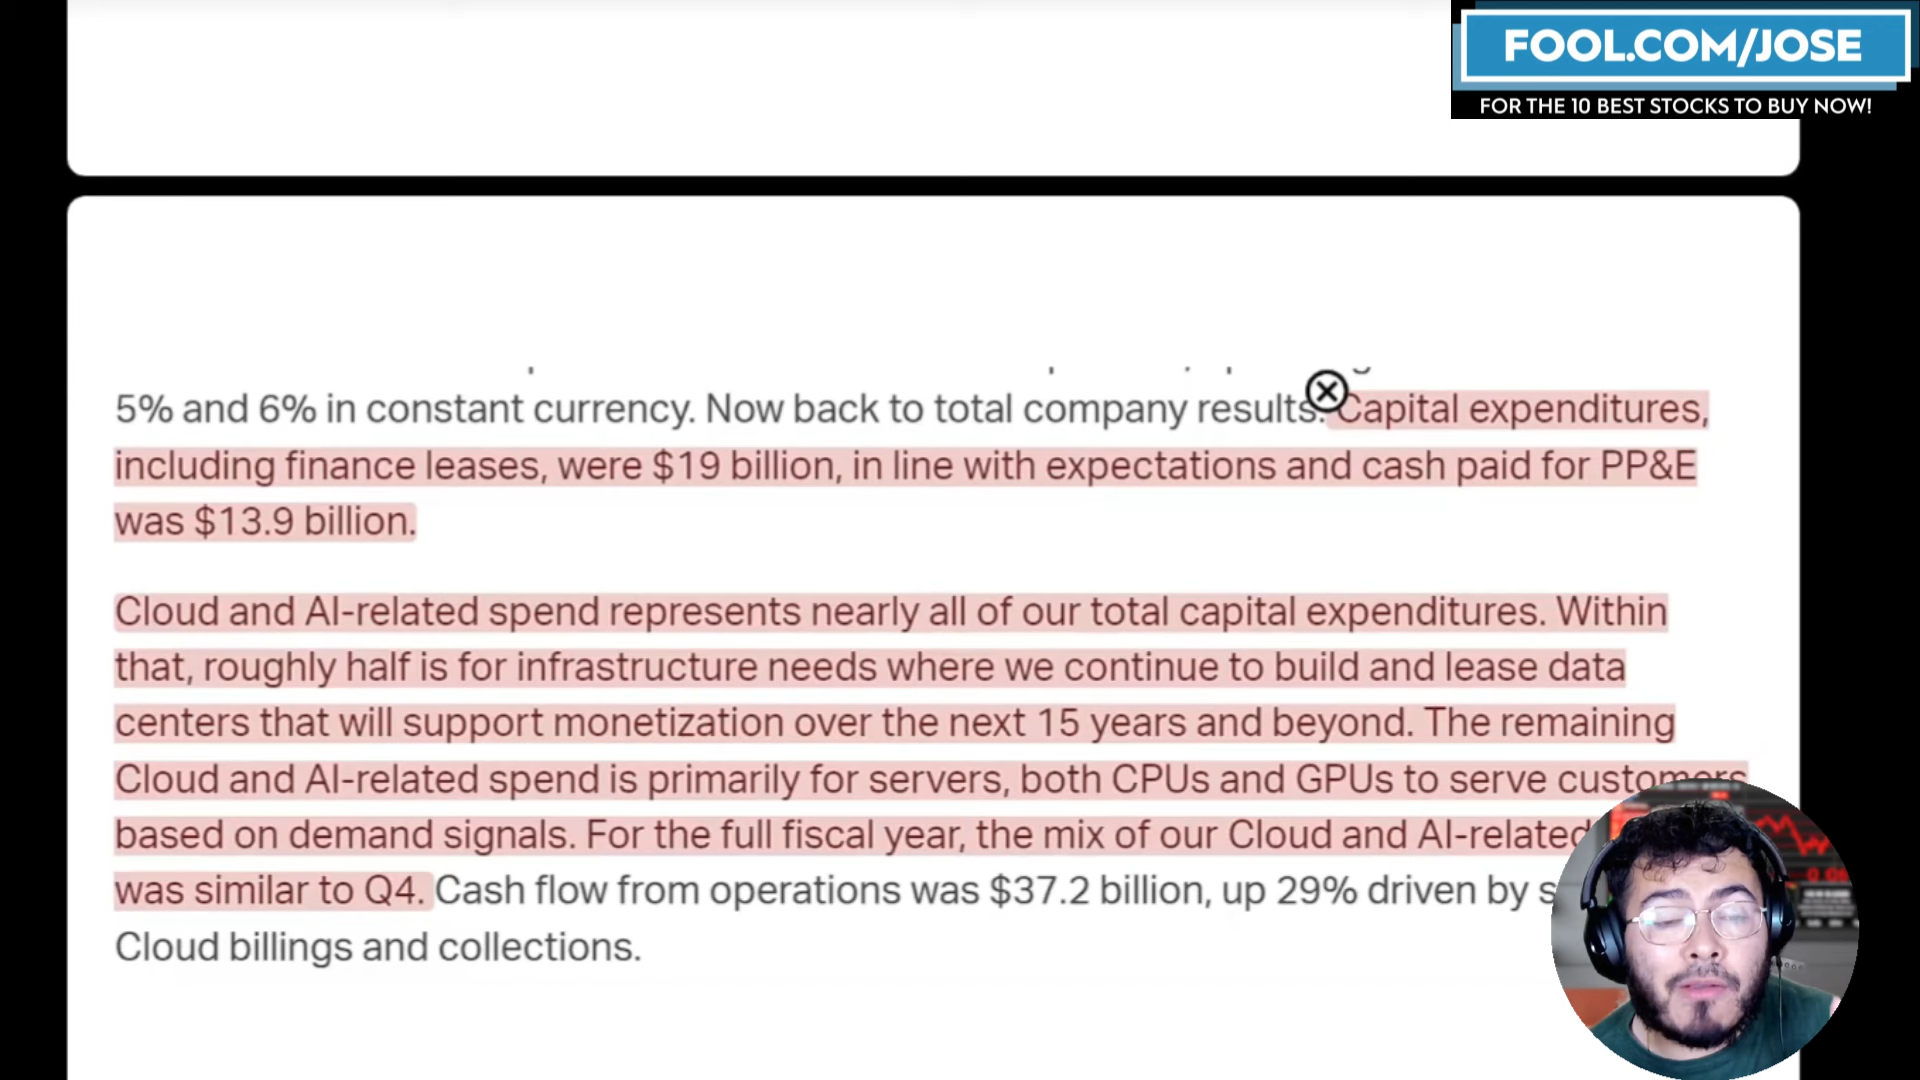 FOOL.COM/JOSE
FOR THE 10 BEST STOCKS TO BUY NOW!
5% and 6% in constant currency. Now back to total company results. Capital expenditures,
including finance leases, were $19 billion, in line with expectations and cash paid for PP&E
was $13.9 billion.
Cloud and AI-related spend represents nearly all of our total capital expenditures. Within
that, roughly half is for infrastructure needs where we continue to build and lease data
centers that will support monetization over the next 15 years and beyond. The remaining
Cloud and AI-related spend is primarily for servers, both CPUs and GPUs to serve customers
based on demand signals. For the full fiscal year, the mix of our Cloud and AI-related
was similar to Q4. Cash flow from operations was $37.2 billion, up 29% driven by
Cloud billings and collections.